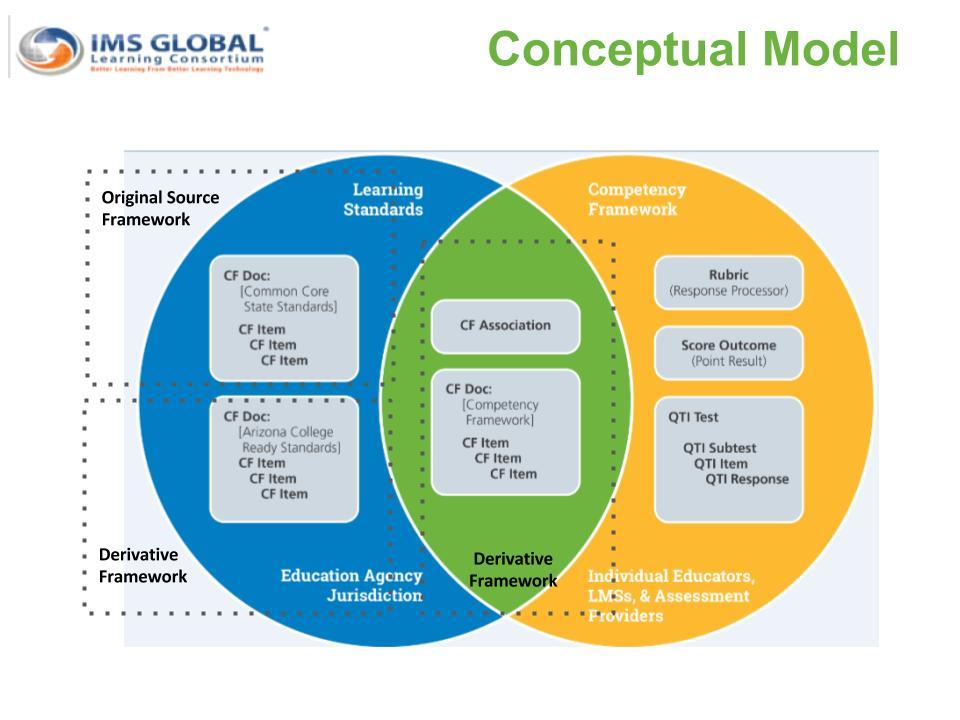 IMS GLOBAL®
Learning Consortium
Better Learning From Better Learning Technology
Conceptual Model
Original Source
Framework
Learning
Standards
Competency
Framework
CF Doc:
[Common Core
State Standards]
CF Item
CF Item
CF Item
CF Association
Rubric
(Response Processor)
Score Outcome
(Point Result)
CF Doc:
[Arizona College
Ready Standards]
CF Item
CF Item
CF Item
CF Doc:
[Competency
Framework]
CF Item
CF Item
CF Item
QTI Test
QTI Subtest
QTI Item
QTI Response
Derivative
Framework
Education Agency
Jurisdiction
Derivative
Framework
Individual Educators,
LMSs, & Assessment
Providers